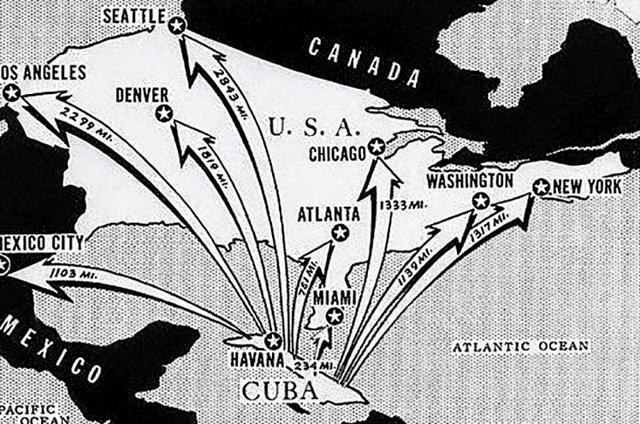 SEATTLE
CANADA
OS ANGELES
2843 MI.
DENVER
2299 MI.
U. S. A.
1819 MI.
CHICAGO
WASHINGTON
NEW YORK
1333 MI.
ATLANTA
1317 MI.
EXICO CITY
1139 MI.
1103 MI.
761 MI.
MIAMI
MEXICO
HAVANA
234 MI.
ATLANTIC OCEAN
CUBA
PACIFIC
OCEAN